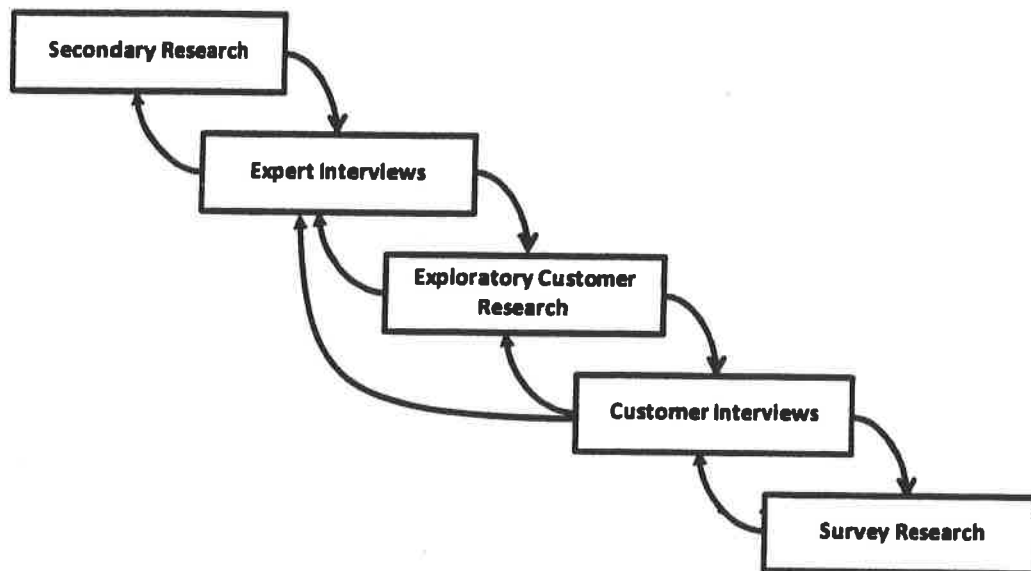 Secondary Research
Expert Interviews
Exploratory Customer
Research
Customer Interviews
Survey Research